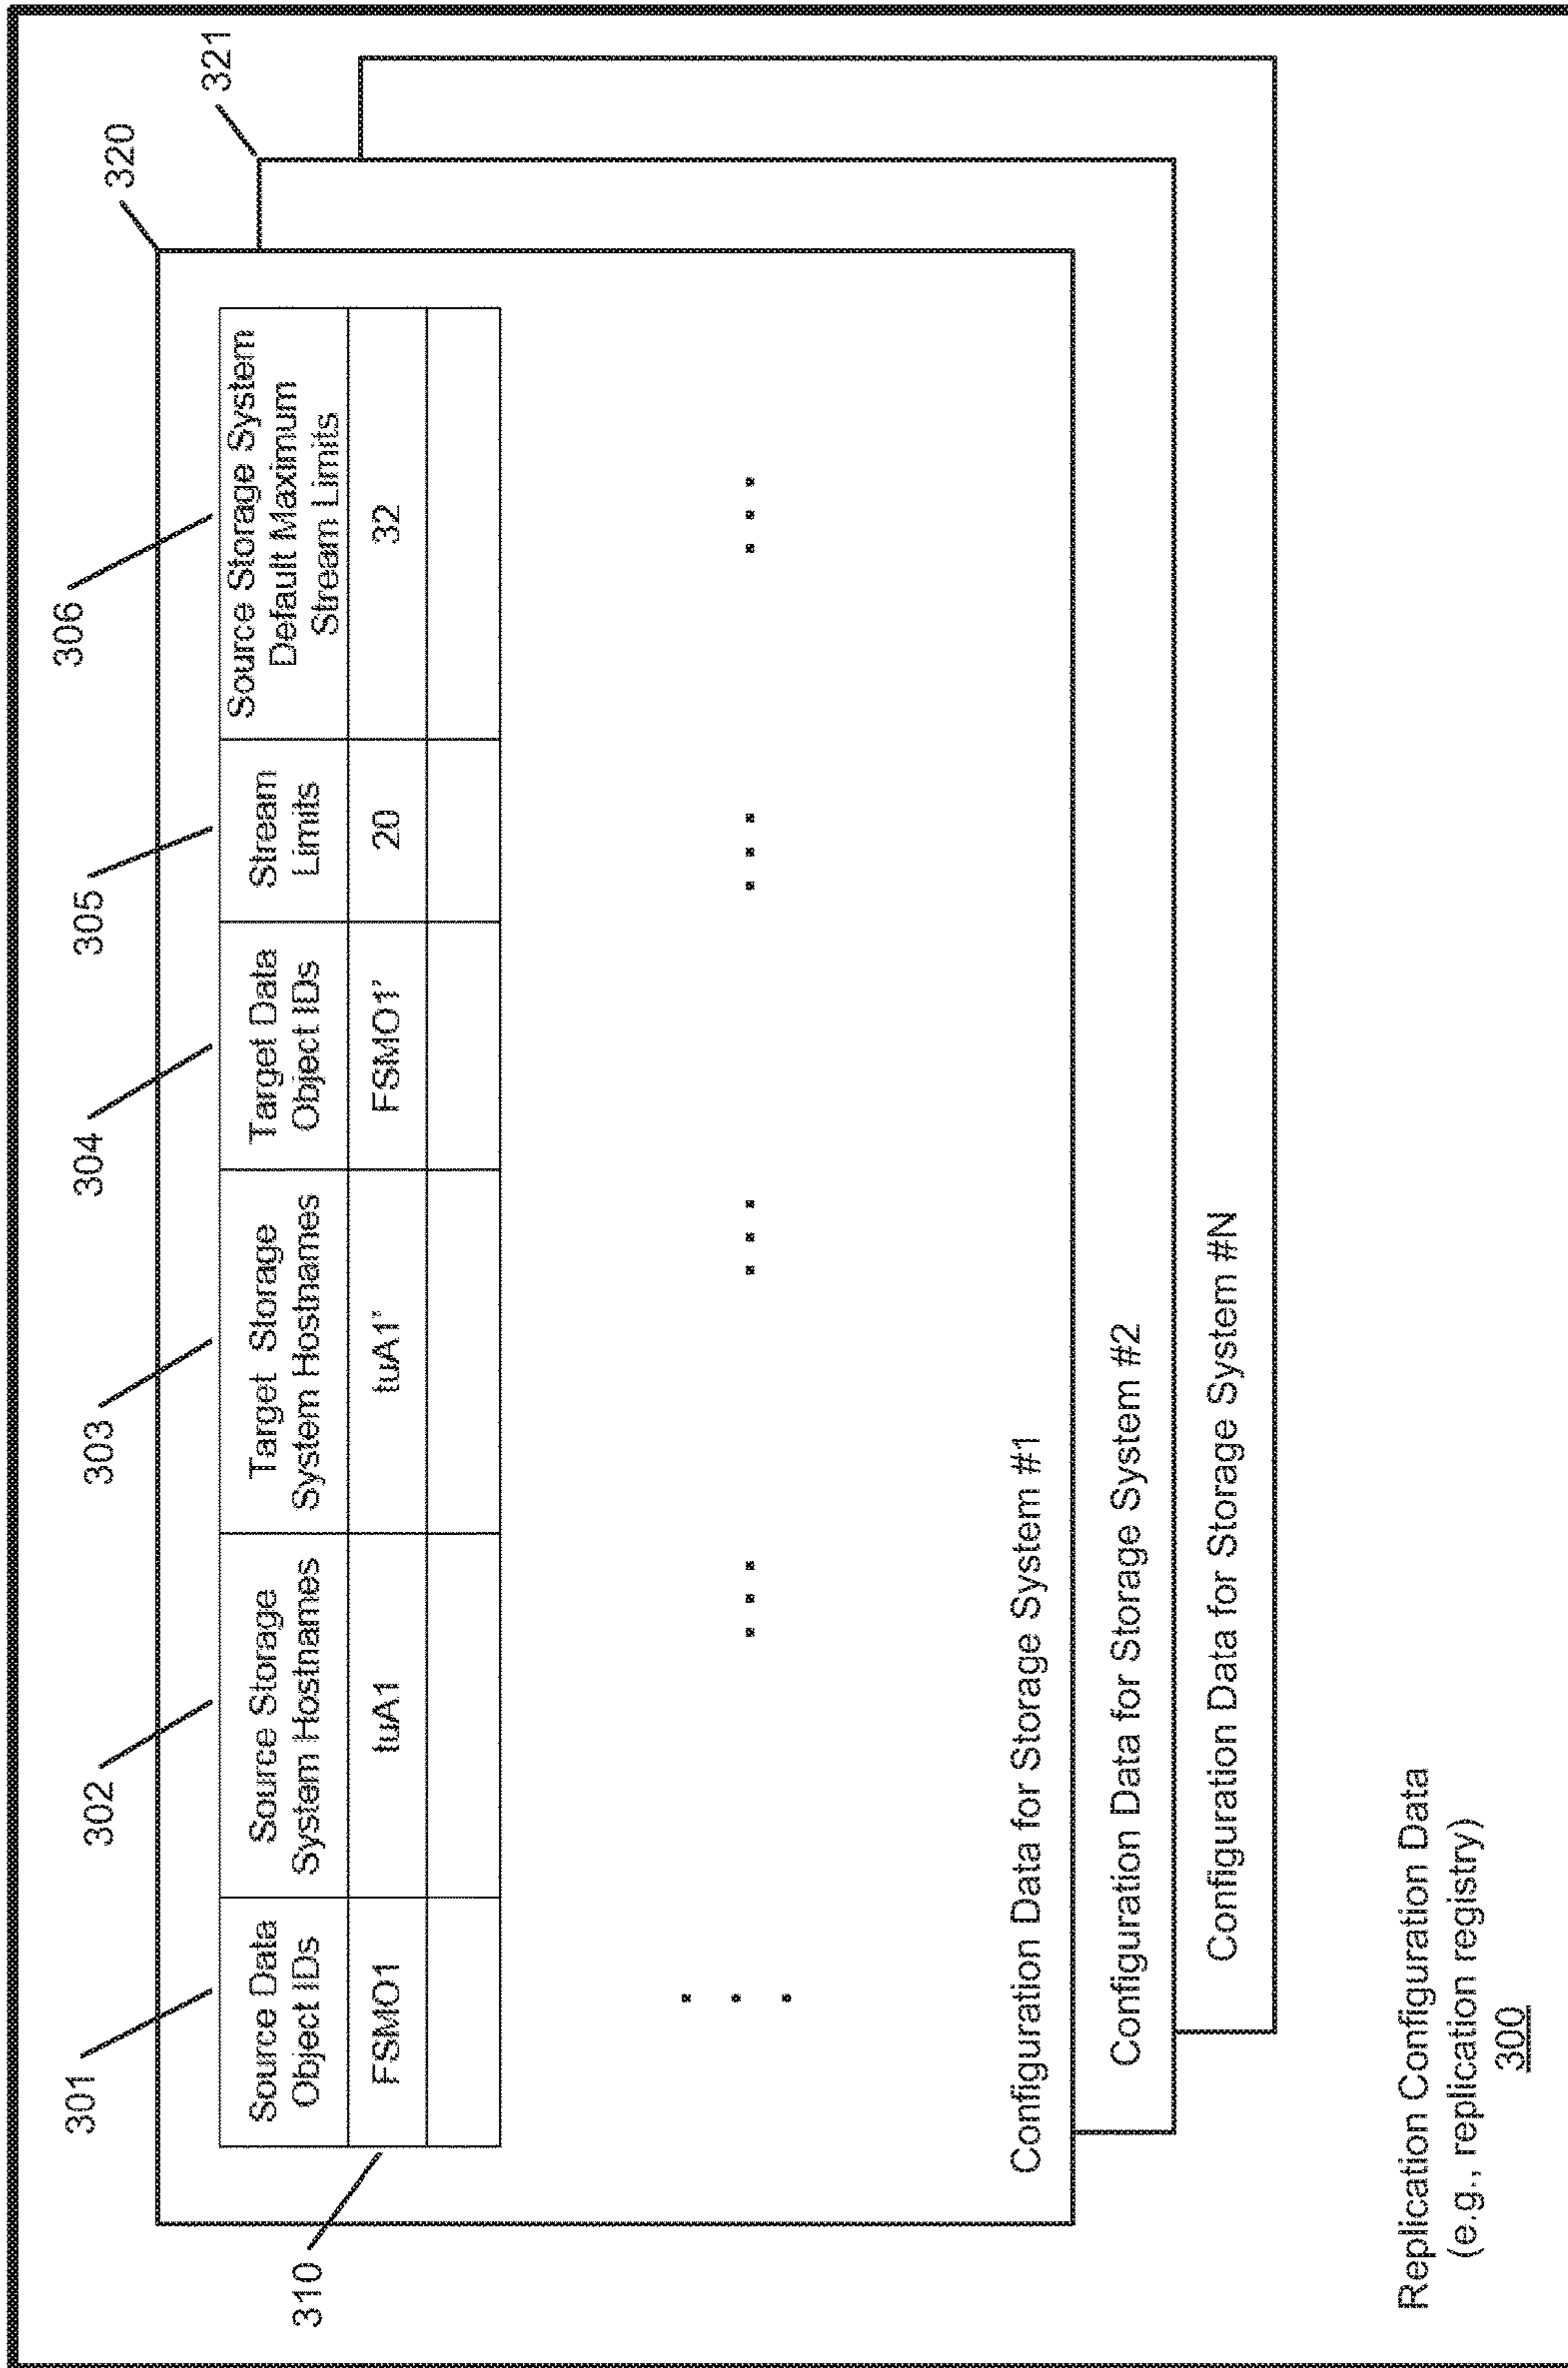 301
302
303
304
305
306
320
321
Source Data
Object IDs
Source Storage
System Hostnames
Target Storage
System Hostnames
Target Data
Object IDs
Stream
Limits
Source Storage System
Default Maximum
Stream Limits
310
FSMO1
tuA1
tuA1'
FSMO1'
20
32
Configuration Data for Storage System #1
Configuration Data for Storage System #2
Configuration Data for Storage System #N
Replication Configuration Data
(e.g., replication registry)
300